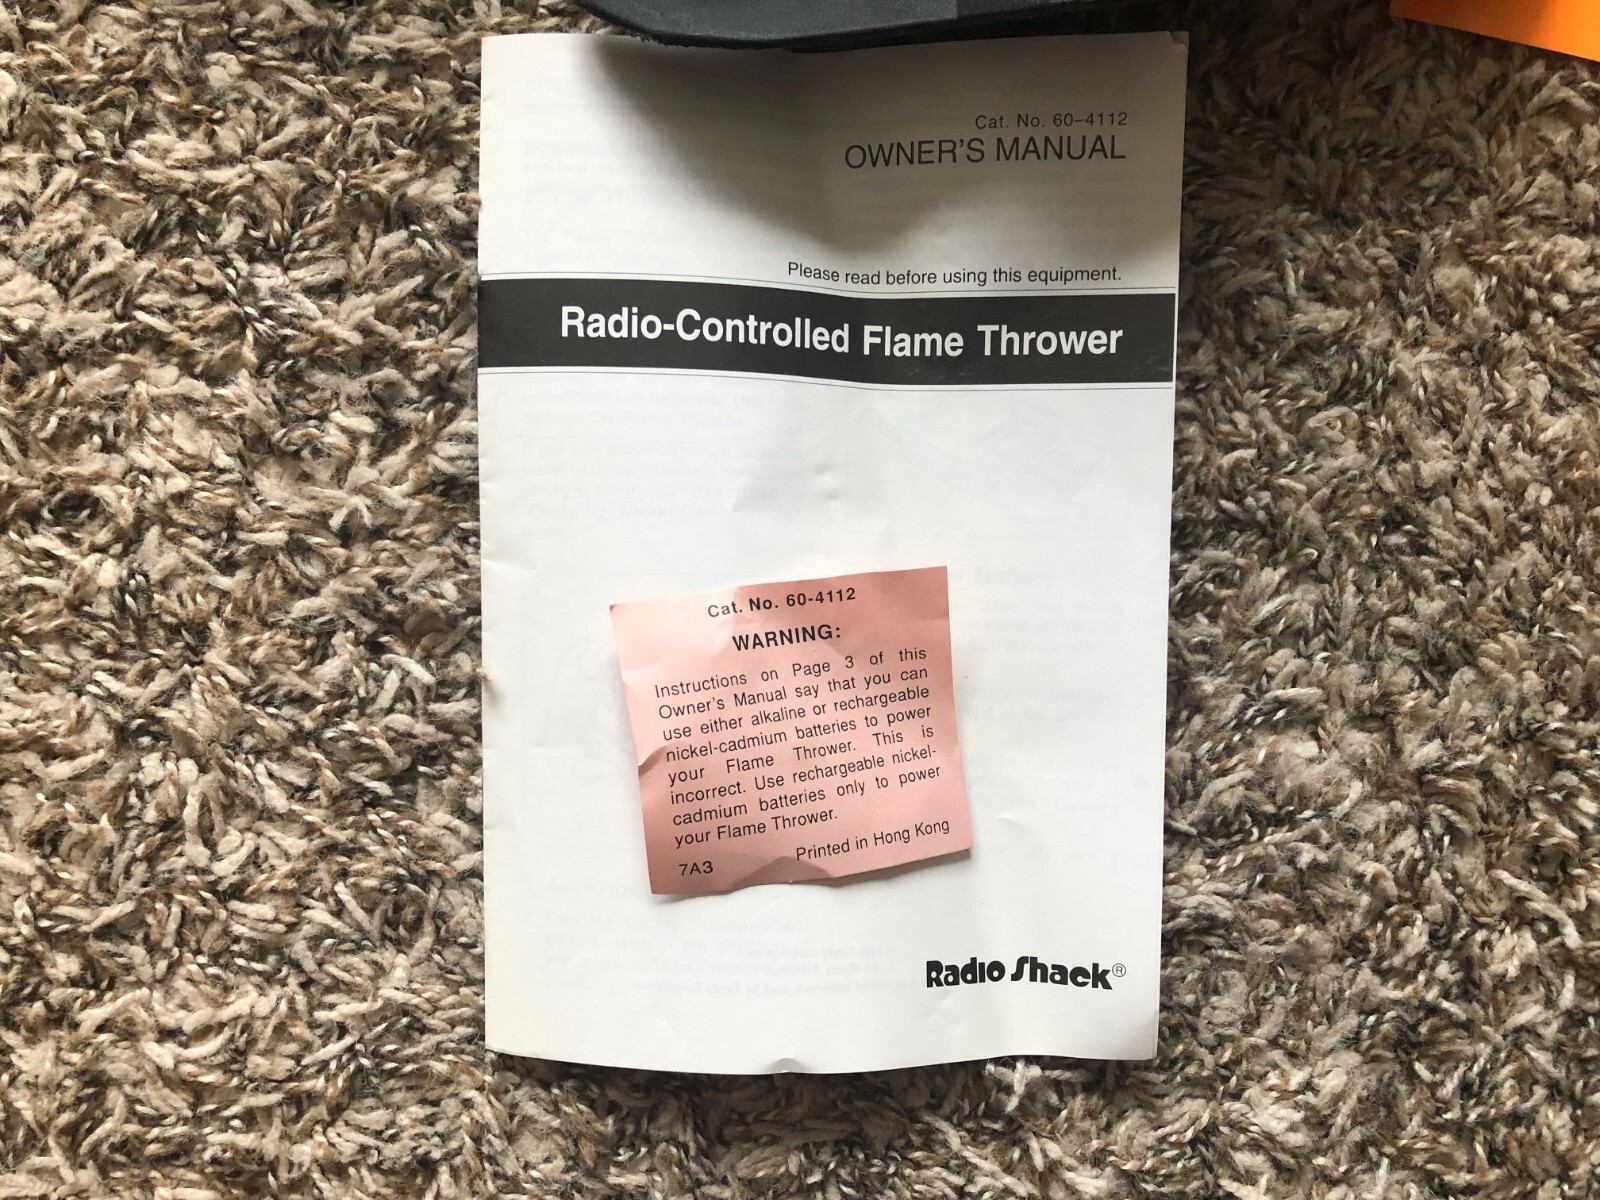 Cat. No. 60-4112
OWNER'S MANUAL
Please read before using this equipment.
Radio-Controlled Flame Thrower
Cat. No. 60-4112
WARNING:
Instructions on Page 3 of this
Owner's Manual say that you can
use either alkaline or rechargeable
nickel-cadmium batteries to power
your Flame Thrower. This is
incorrect. Use rechargeable nickel-
cadmium batteries only to power
your Flame Thrower.
7A3 Printed in Hong Kong
Radio Shack®